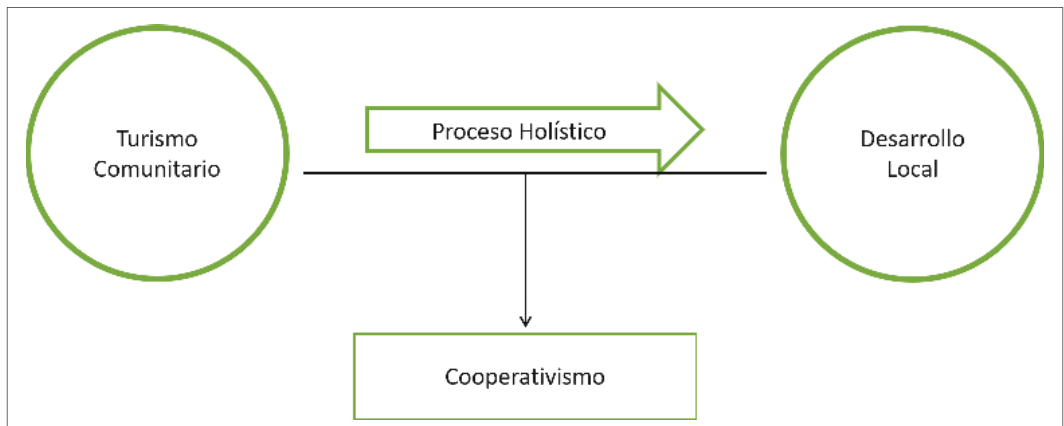 Turismo
Comunitario
Proceso Holístico
Desarrollo
Local
Cooperativismo